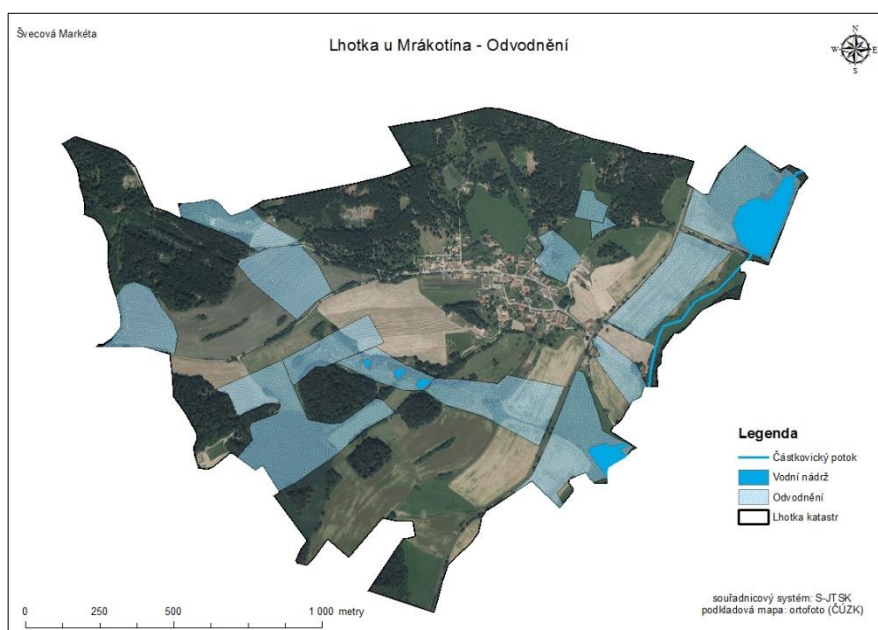 Švecová Markéta
Lhotka u Mrákotína - Odvodnění
N
W E
S
Legenda
Částkovický potok
Vodní nádrž
Odvodnění
Lhotka katastr
0 250 500 1 000 metry
souřadnicový systém: S-JTSK
podkladová mapa: ortofoto (ČÚZK)